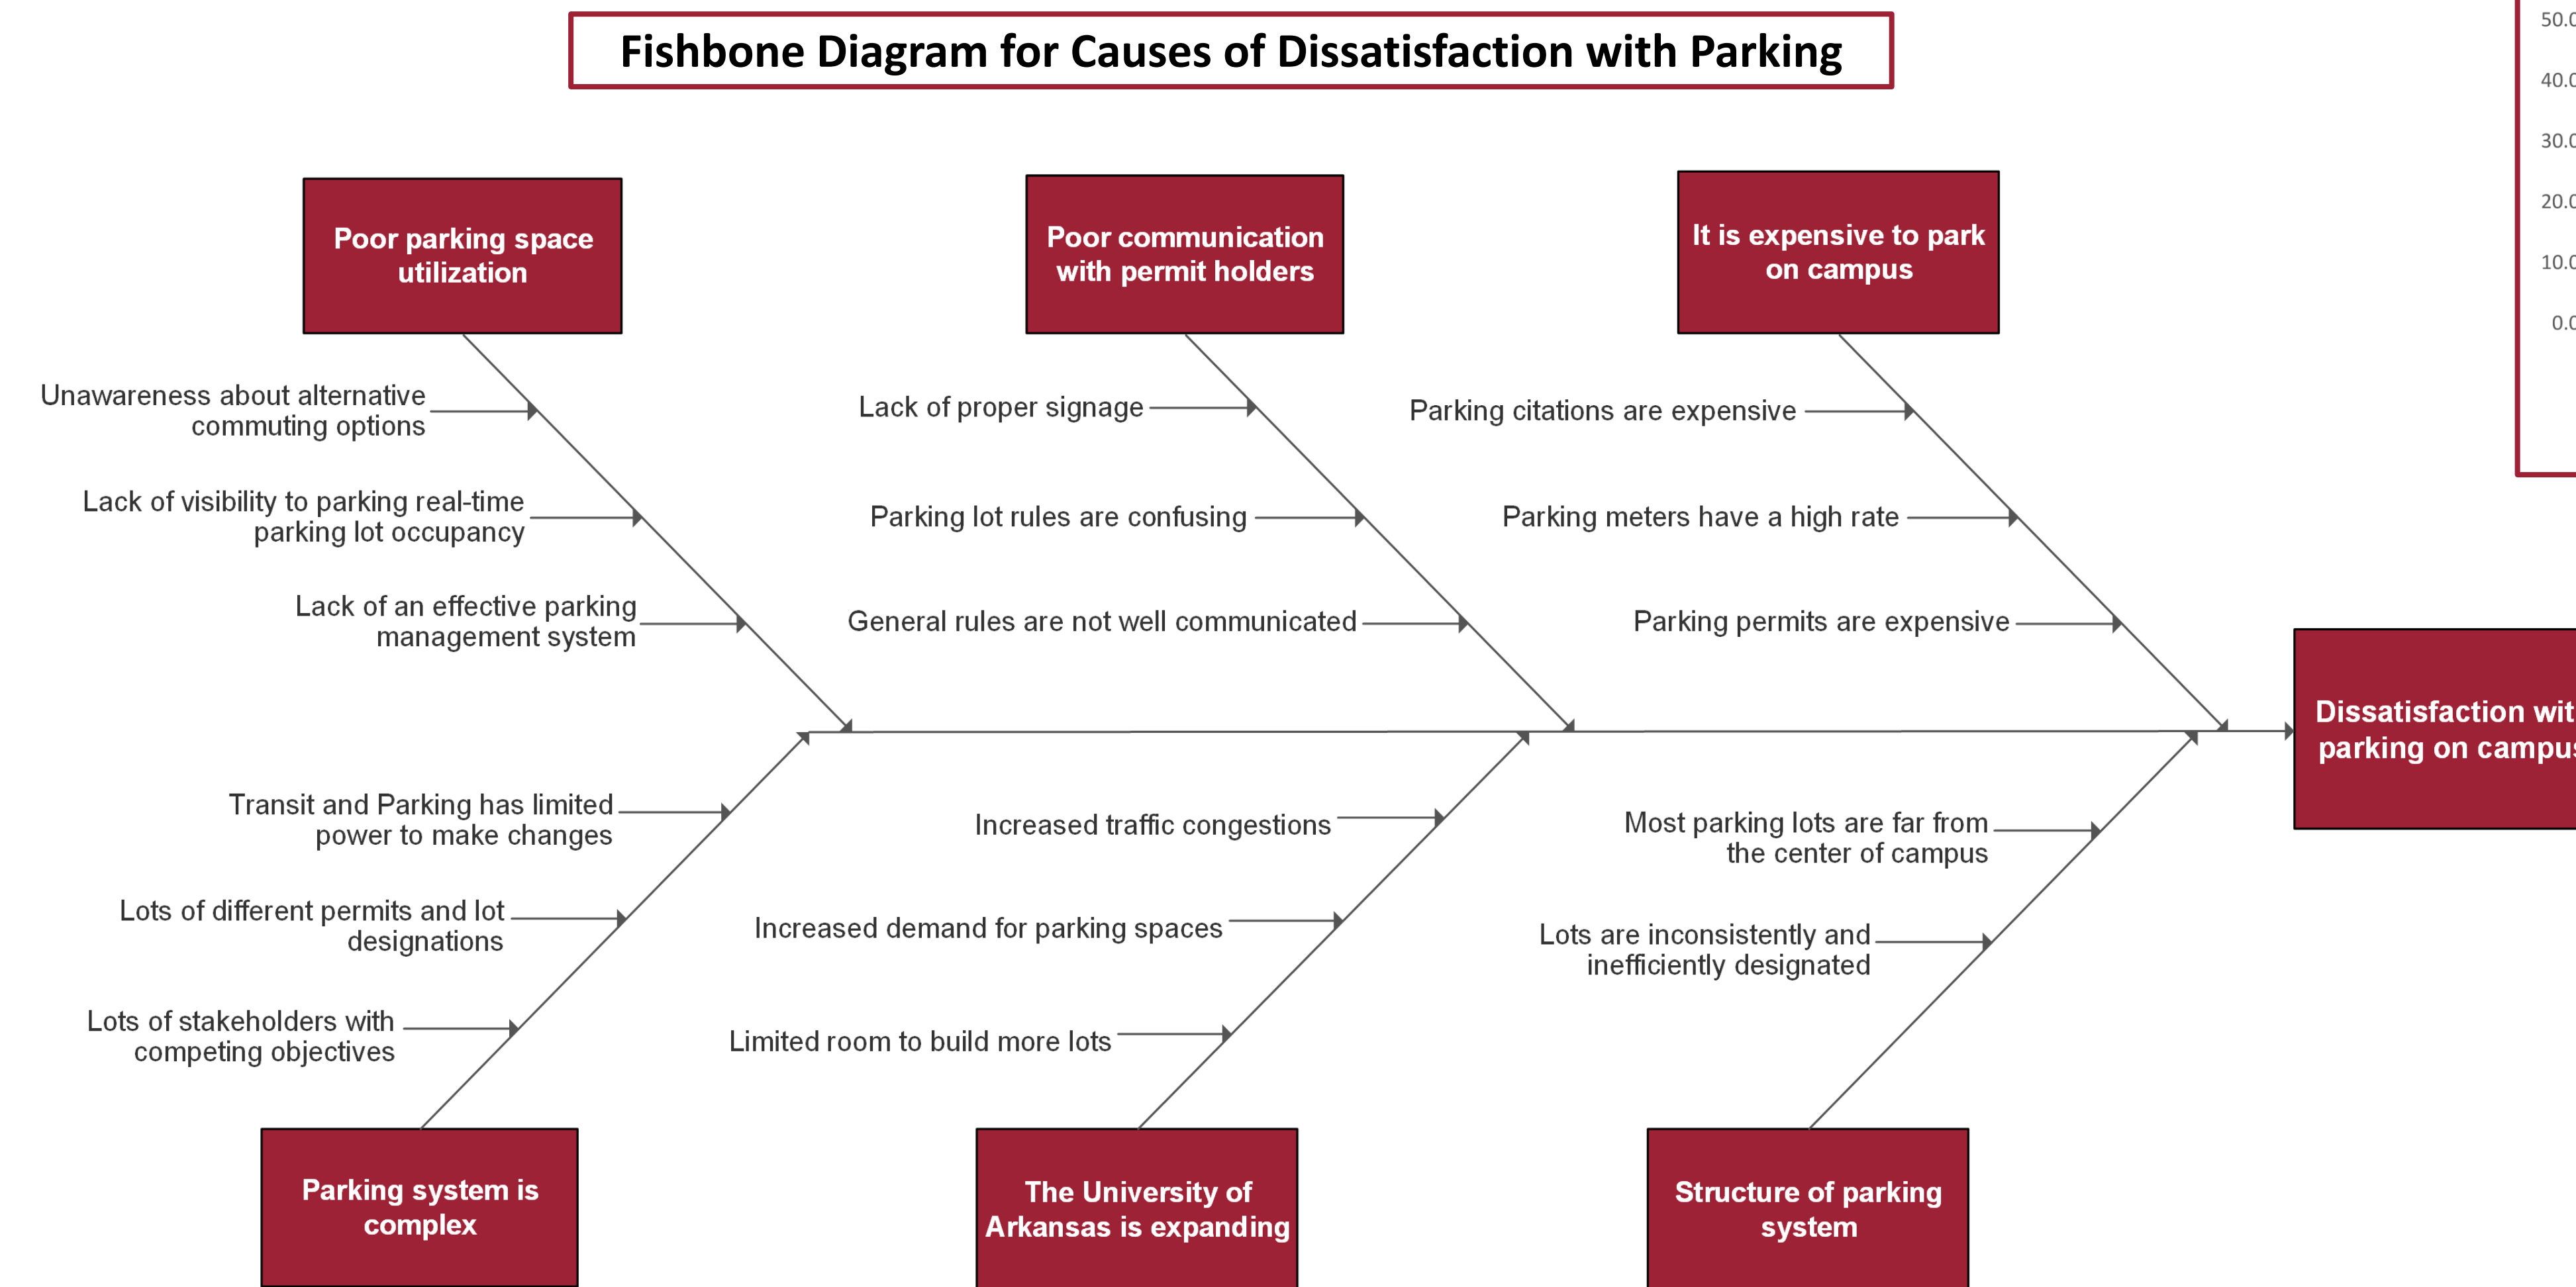 Fishbone Diagram for Causes of Dissatisfaction with Parking
Poor parking space
utilization
Poor communication
with permit holders
It is expensive to park
on campus
Unawareness about alternative
commuting options
Lack of visibility to parking real-time
parking lot occupancy
Lack of an effective parking
management system
Lack of proper signage
Parking lot rules are confusing
General rules are not well communicated
Parking citations are expensive
Parking meters have a high rate
Parking permits are expensive
Dissatisfaction
parking on
Transit and Parking has limited
power to make changes
Lots of different permits and lot
designations
Lots of stakeholders with
competing objectives
Increased traffic congestions
Increased demand for parking spaces
Limited room to build more lots
Most parking lots are far from
the center of campus
Lots are inconsistently and
inefficiently designated
Parking system is
complex
The University of
Arkansas is expanding
Structure of parking
system